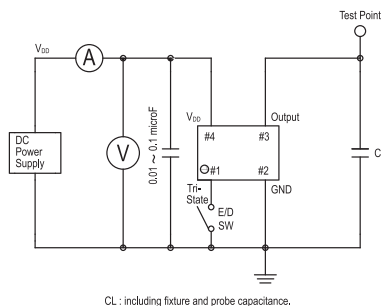 Test Point
VDD
A
DC
Power
Supply
V
0.01 ~ 0.1 microF
VDD
Output
#4
#3
#1
#2
Tri-
State
GND
E/D
SW
C
CL : including fixture and probe capacitance.